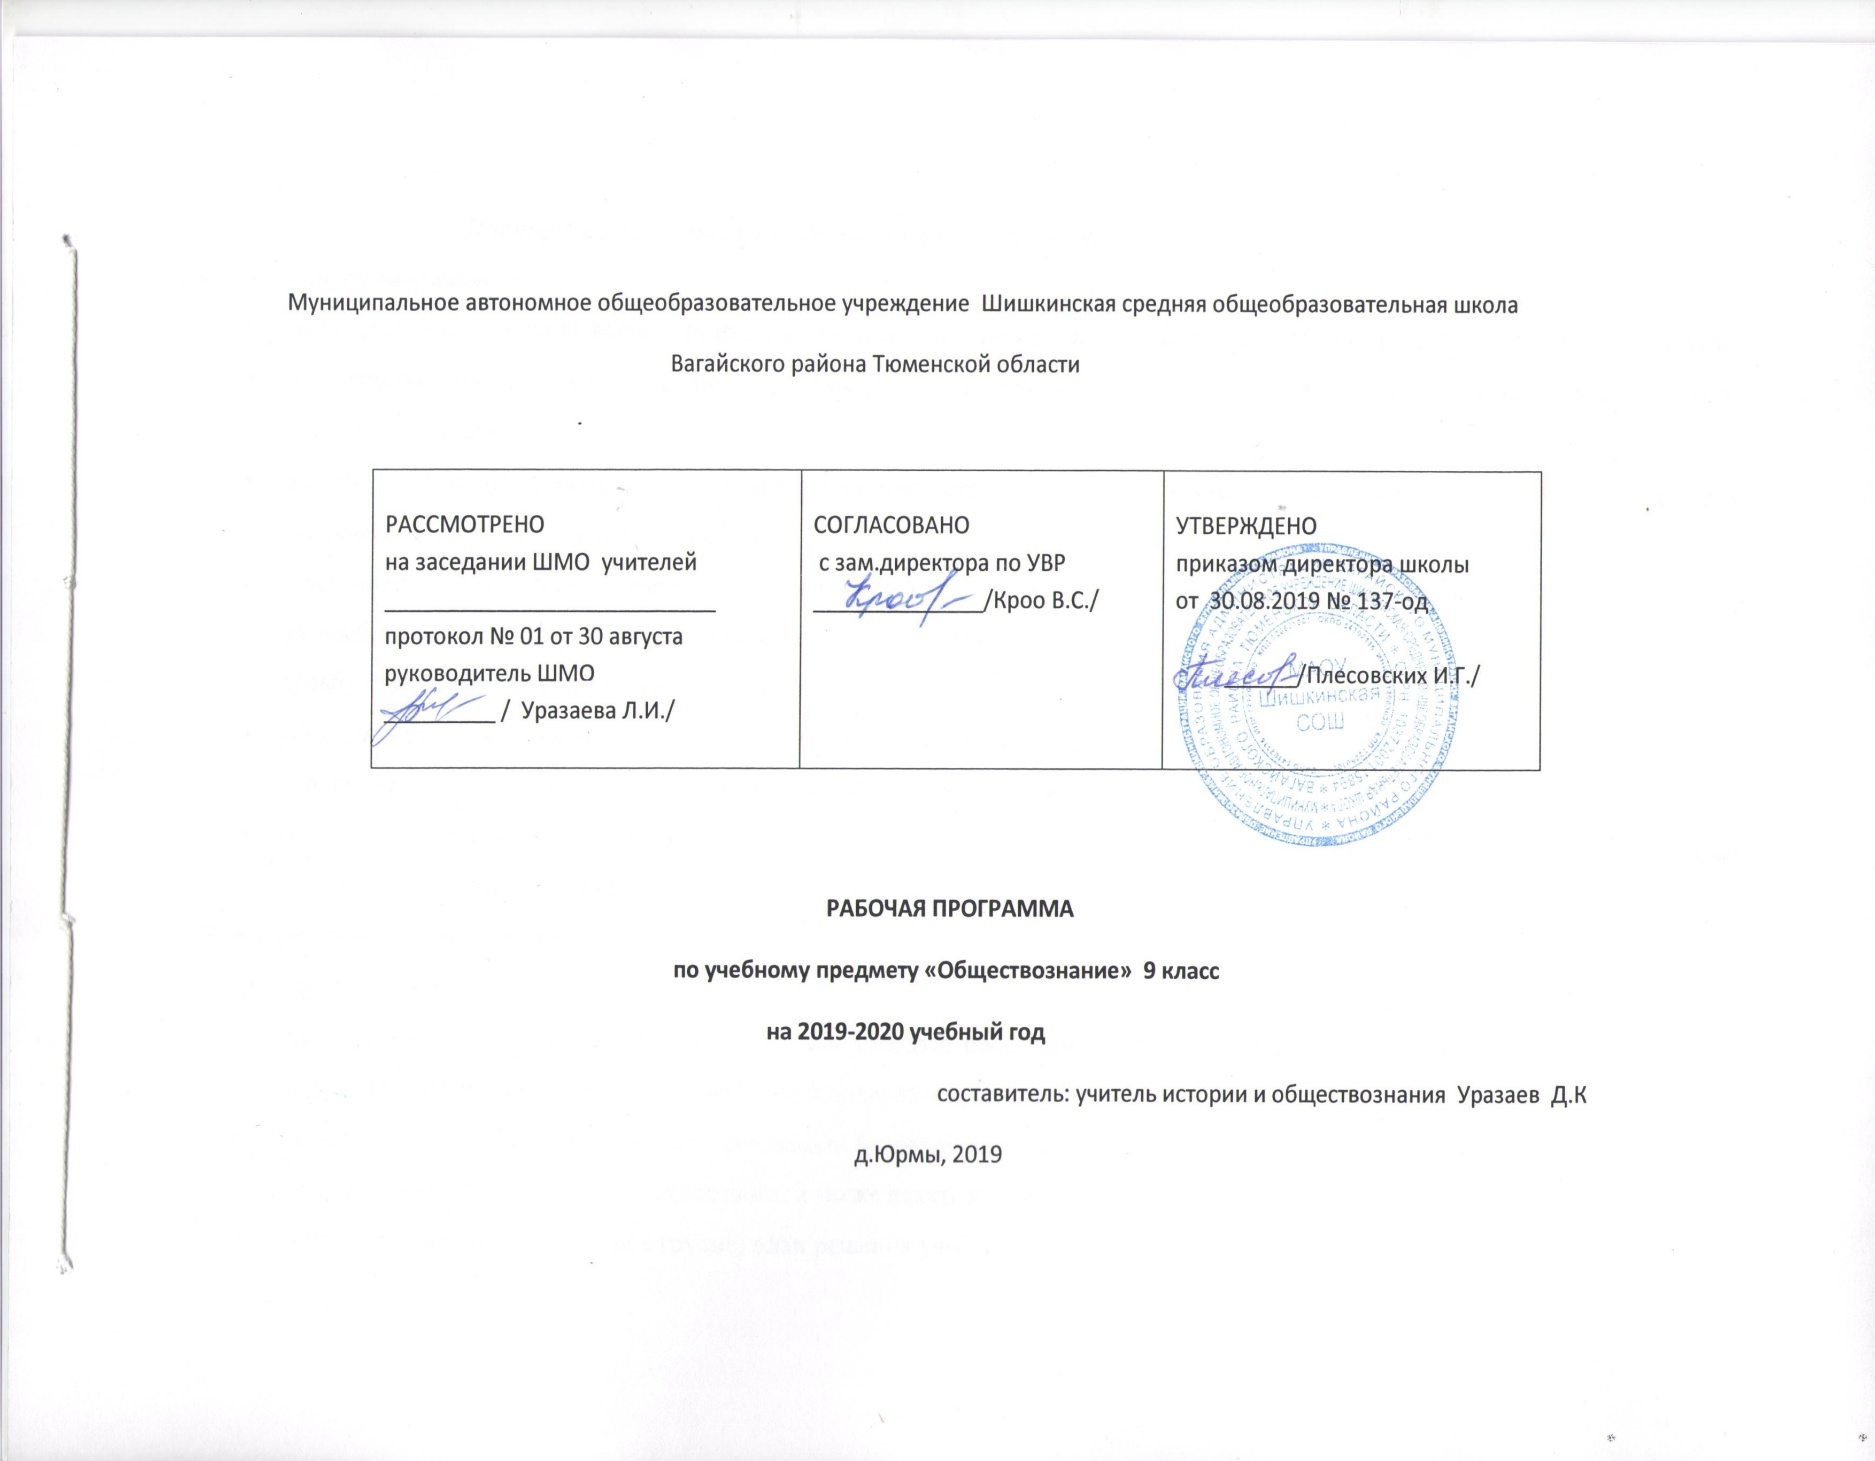 Муниципальное автономное общеобразовательное учреждение Шишкинская средняя общеобразовательная школа
Вагайского района Тюменской области
РАССМОТРЕНО
на заседании ШМО учителей
протокол № 01 от 30 августа
руководитель ШМО
/ Уразаева Л.И./
СОГЛАСОВАНО
с зам.директора по УВР
Кроо /Кроо В.С./
УТВЕРЖДЕНО
приказом директора школы
от 30.08.2019 № 137-од
Плесов /Плесовских И.Г./
МАОУ
Шишкинская
СОШ
РАБОЧАЯ ПРОГРАММА
по учебному предмету «Обществознание» 9 класс
на 2019-2020 учебный год
составитель: учитель истории и обществознания Уразаев Д.К
д.Юрмы, 2019